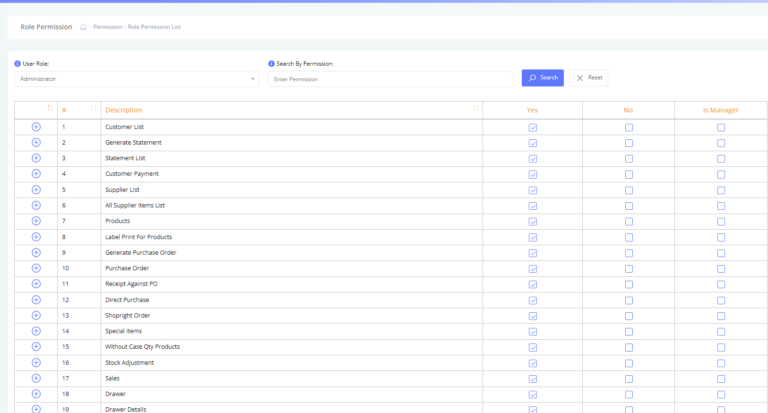 Role Permission - Permission - Role Permission List
User Role: Search By Permission:
Administrator Enter Permission Search Reset
# Description Yes No Is Manager
1 Customer List
2 Generate Statement
3 Statement List
4 Customer Payment
5 Supplier List
6 All Supplier Items List
7 Products
8 Label Print For Products
9 Generate Purchase Order
10 Purchase Order
11 Receipt Against PO
12 Direct Purchase
13 Shopright Order
14 Special Items
15 Without Case Qty Products
16 Stock Adjustment
17 Sales
18 Drawer
19 Drawer Details